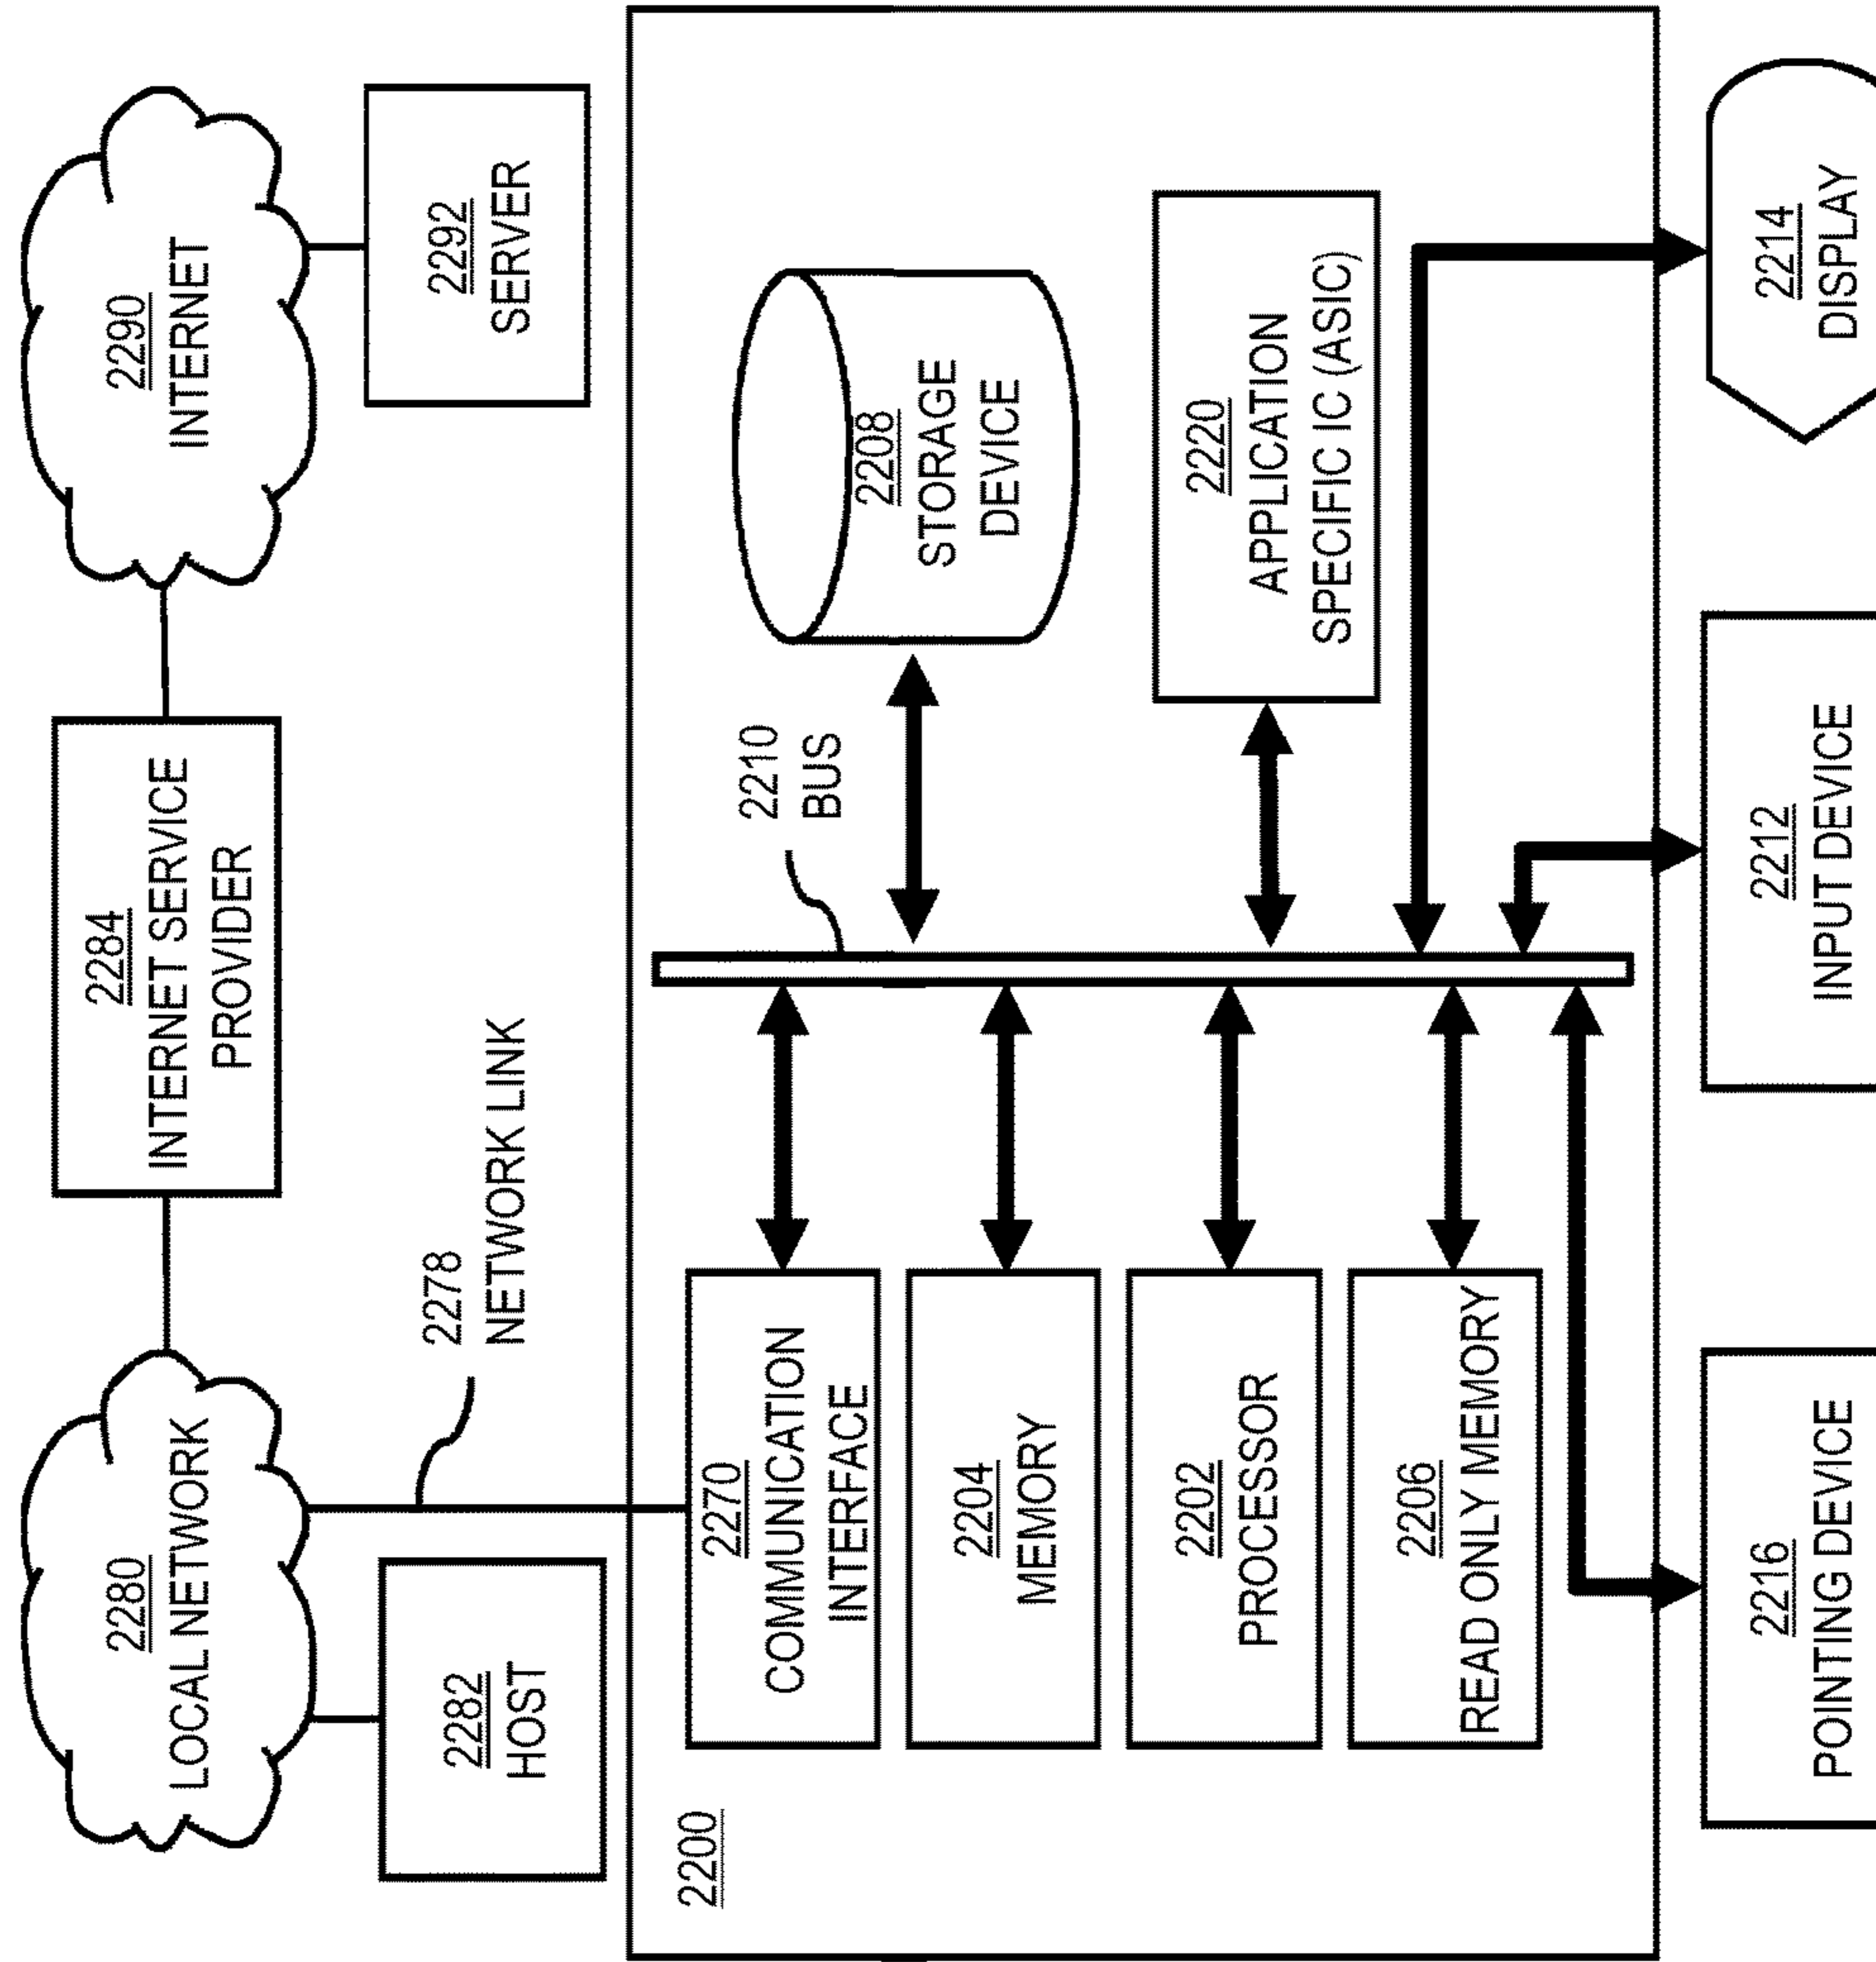 2280
LOCAL NETWORK
2284
INTERNET SERVICE
PROVIDER
2290
INTERNET
2282
HOST
2278
NETWORK LINK
2292
SERVER
2200
2270
COMMUNICATION
INTERFACE
2204
MEMORY
2202
PROCESSOR
2206
READ ONLY MEMORY
2210
BUS
2208
STORAGE
DEVICE
2220
APPLICATION
SPECIFIC IC (ASIC)
2216
POINTING DEVICE
2212
INPUT DEVICE
2214
DISPLAY